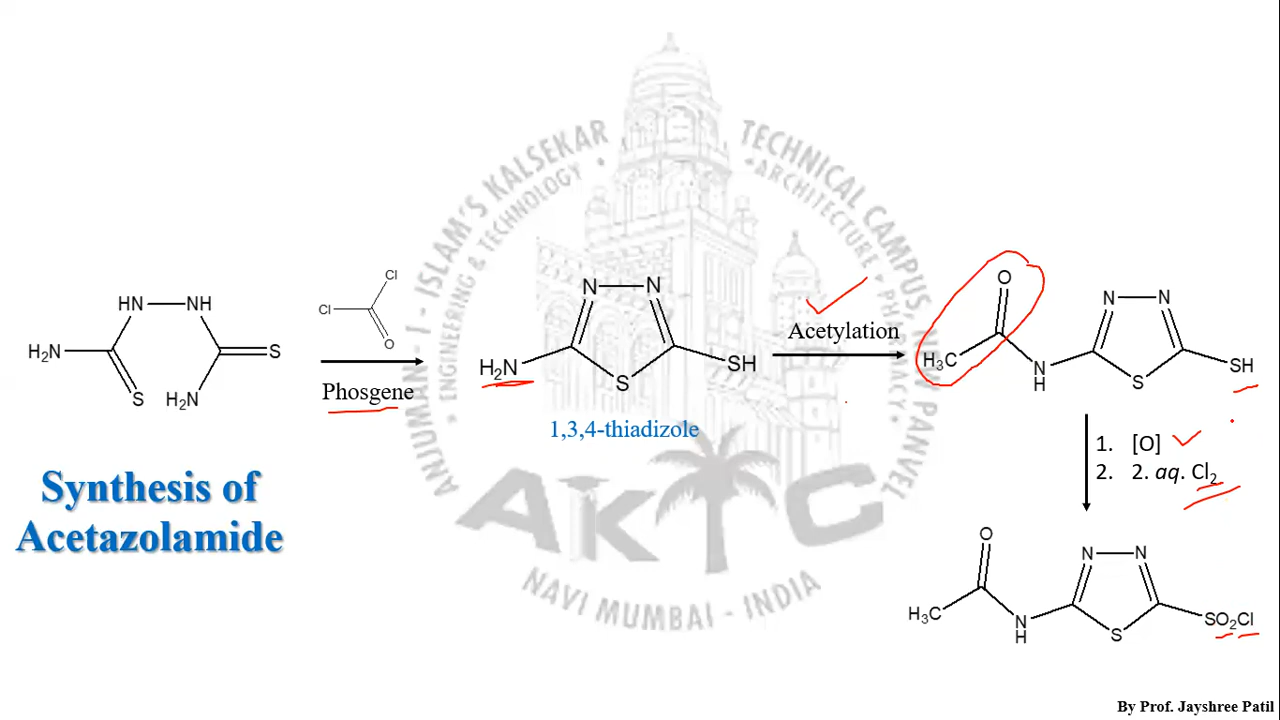 ANJUMAN - I - ISLAM'S KALSEKAR TECHNICAL CAMPUS NEW PANVEL
• ENGINEERING & TECHNOLOGY • • ARCHITECTURE • PHARMACY •
HN NH
H₂N S
S H₂N
Cl
Cl
O
Phosgene
N N
H₂N SH
S
1,3,4-thiadizole
Acetylation
O
N N
H₃C SH
N S
H
1. [O]
2. 2. aq. Cl₂
Synthesis of
Acetazolamide
AKTC
NAVI MUMBAI - INDIA
O
N N
H₃C SO₂Cl
N S
H
By Prof. Jayshree Patil